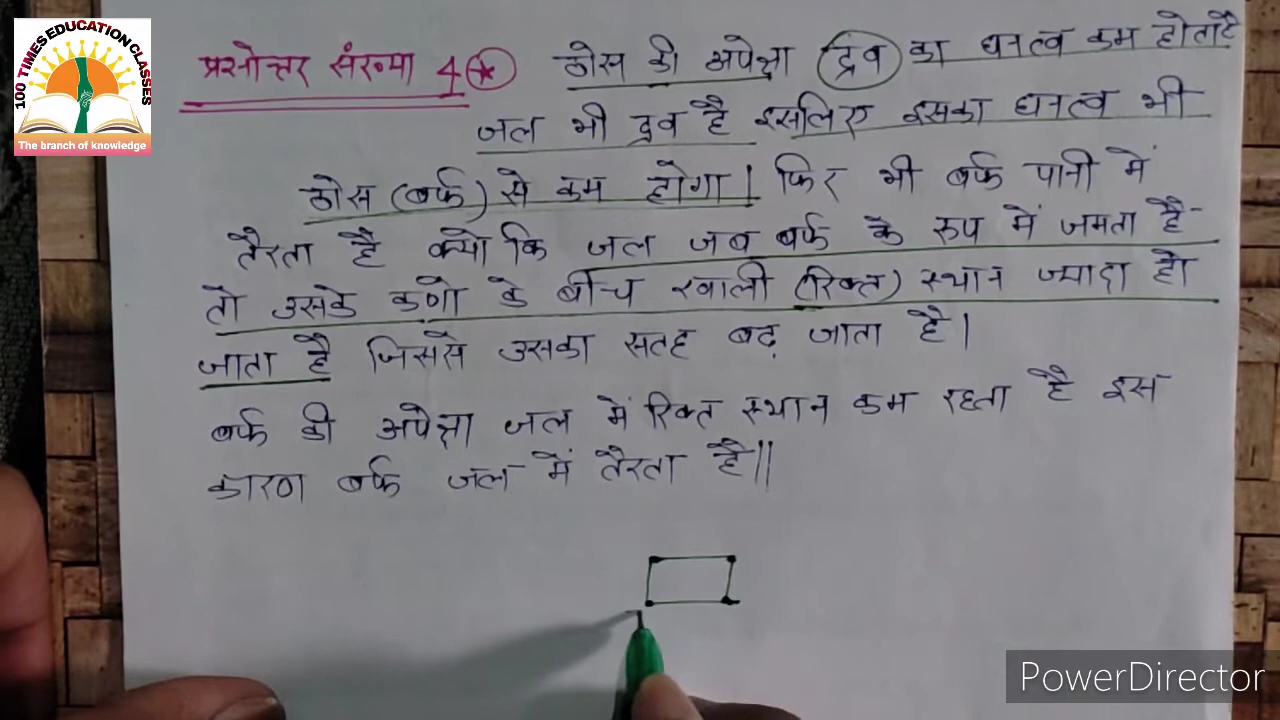 100 TIMES EDUCATION CLASSES
The branch of knowledge
प्रश्नोत्तर संख्या 4 ठोस की अपेक्षा द्रव का घनत्व कम होता है
जल भी द्रव है इसलिए इसका घनत्व भी
ठोस (बर्फ) से कम होगा। फिर भी बर्फ पानी में
तैरता है क्यो कि जल जब बर्फ के रुप में जमता है-
तो उसके कणो के बीच खाली (रिक्त) स्थान ज्यादा हो
जाता है जिससे उसका सतह बढ़ जाता है।
बर्फ की अपेक्षा जल में रिक्त स्थान कम रहता है इस
कारण बर्फ जल में तैरता है॥
PowerDirector